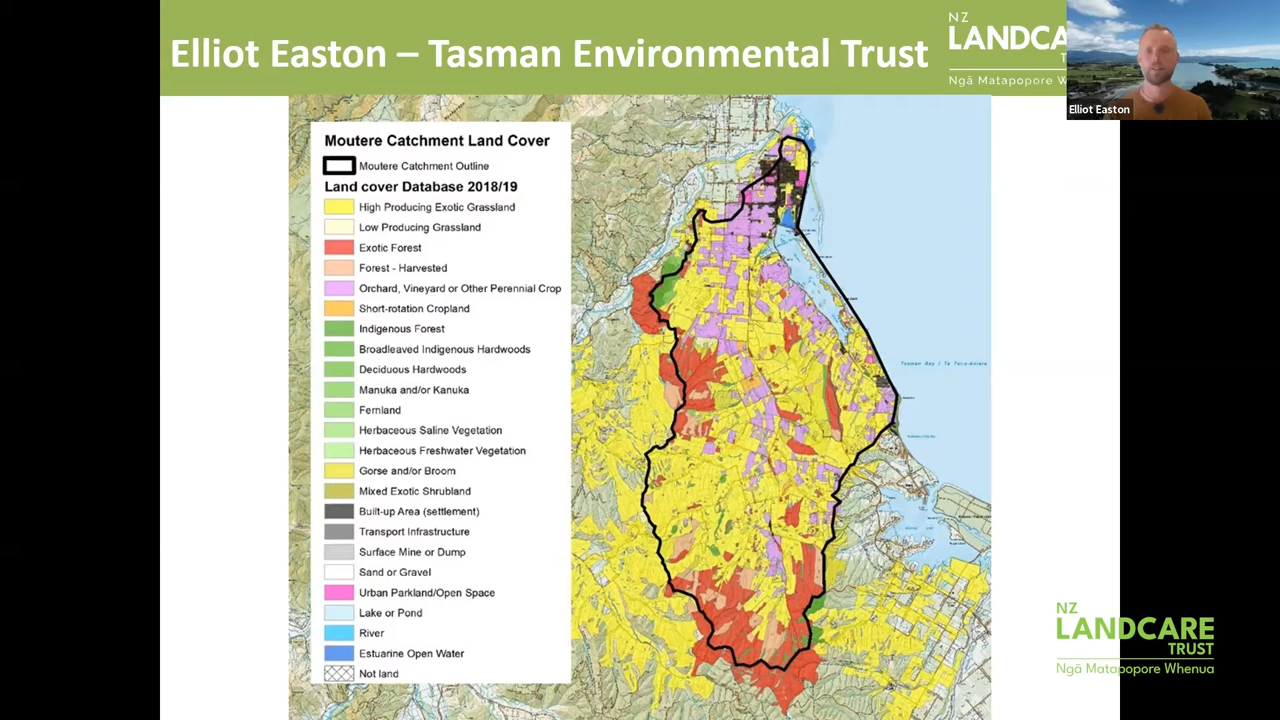 Elliot Easton – Tasman Environmental Trust
NZ
LANDCA
T
Ngā Matapopore W
Elliot Easton
Moutere Catchment Land Cover
Moutere Catchment Outline
Land cover Database 2018/19
High Producing Exotic Grassland
Low Producing Grassland
Exotic Forest
Forest - Harvested
Orchard, Vineyard or Other Perennial Crop
Short-rotation Cropland
Indigenous Forest
Broadleaved Indigenous Hardwoods
Deciduous Hardwoods
Manuka and/or Kanuka
Fernland
Herbaceous Saline Vegetation
Herbaceous Freshwater Vegetation
Gorse and/or Broom
Mixed Exotic Shrubland
Built-up Area (settlement)
Transport Infrastructure
Surface Mine or Dump
Sand or Gravel
Urban Parkland/Open Space
Lake or Pond
River
Estuarine Open Water
Not land
Tasman Bay / Te
NZ
LANDCARE
TRUST
Ngā Matapopore Whenua